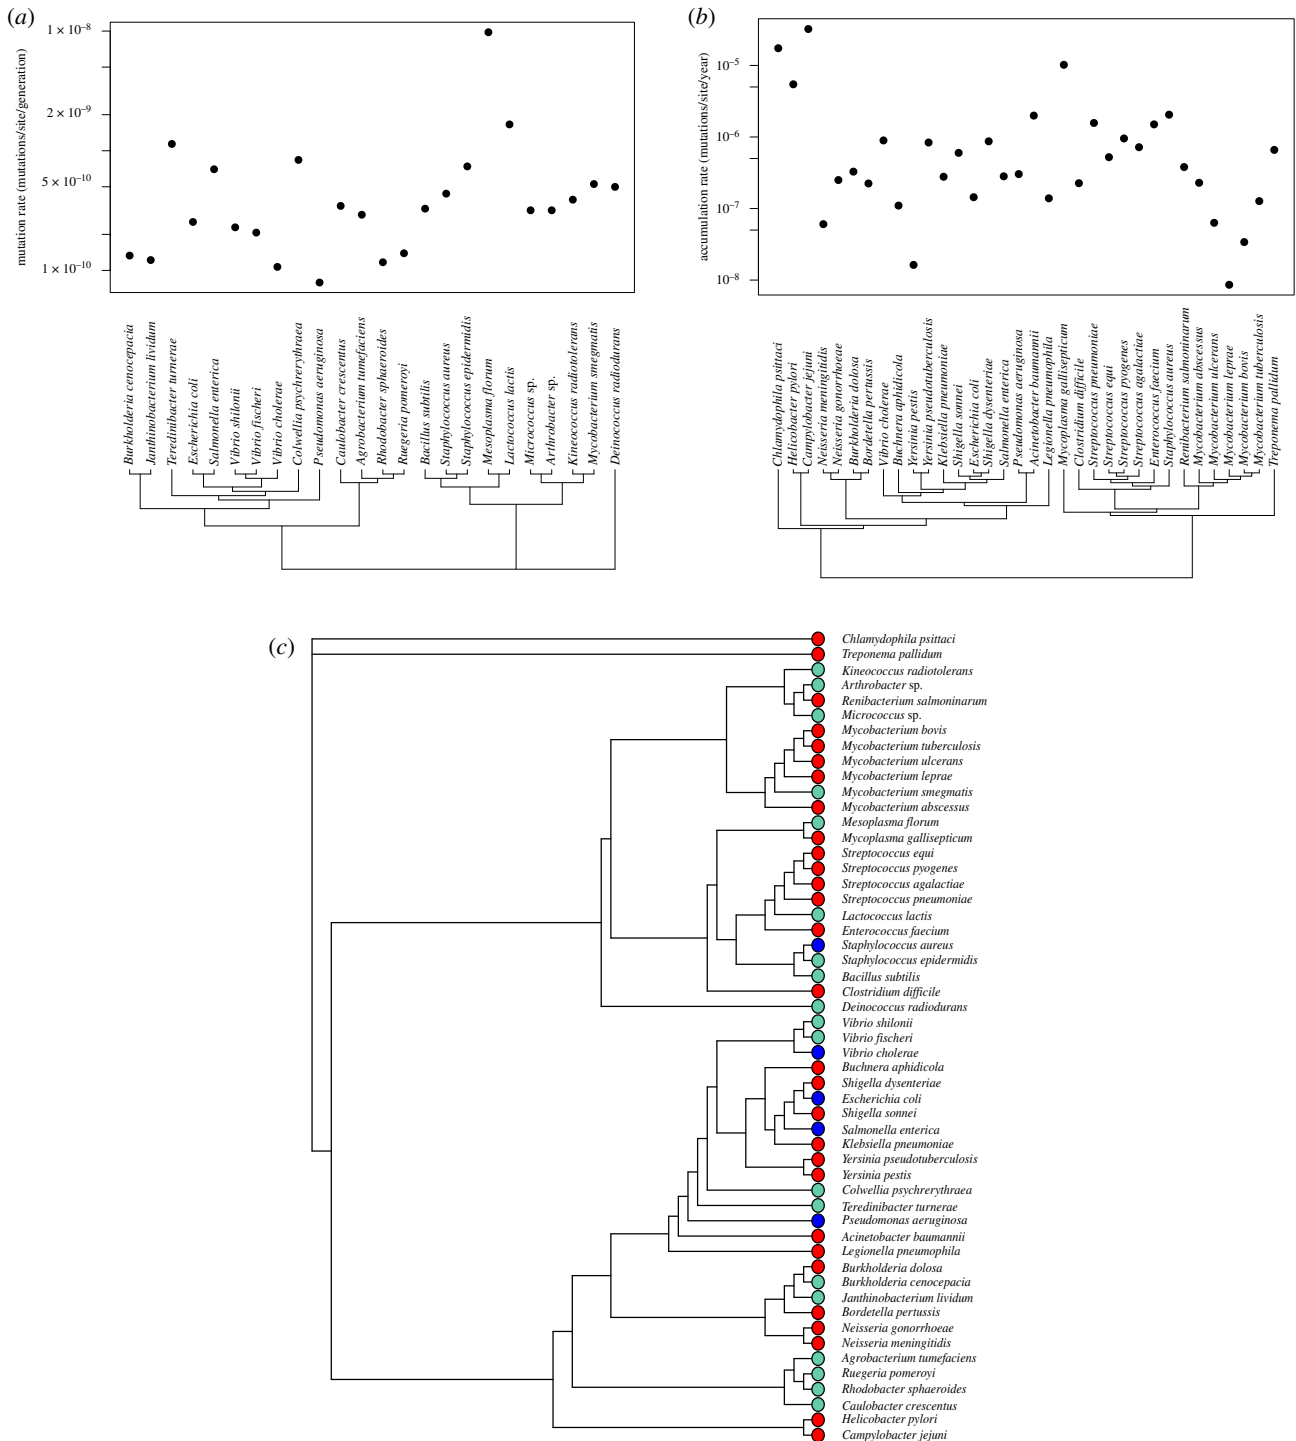 (a)
mutation rate (mutations/site/generation)
1 × 10⁻⁸
2 × 10⁻⁹
5 × 10⁻¹⁰
1 × 10⁻¹⁰
Burkholderia cenocepacia
Janthinobacterium lividum
Teredinibacter turnerae
Escherichia coli
Salmonella enterica
Vibrio shilonii
Vibrio fischeri
Vibrio cholerae
Colwellia psychrerythraea
Pseudomonas aeruginosa
Caulobacter crescentus
Agrobacterium tumefaciens
Rhodobacter sphaeroides
Ruegeria pomeroyi
Bacillus subtilis
Staphylococcus aureus
Staphylococcus epidermidis
Mesoplasma florum
Lactococcus lactis
Micrococcus sp.
Arthrobacter sp.
Kineococcus radiotolerans
Mycobacterium smegmatis
Deinococcus radiodurans
(b)
accumulation rate (mutations/site/year)
10⁻⁵
10⁻⁶
10⁻⁷
10⁻⁸
Chlamydophila psittaci
Helicobacter pylori
Campylobacter jejuni
Neisseria meningitidis
Neisseria gonorrhoeae
Burkholderia dolosa
Bordetella pertussis
Vibrio cholerae
Buchnera aphidicola
Yersinia pestis
Yersinia pseudotuberculosis
Klebsiella pneumoniae
Shigella sonnei
Escherichia coli
Shigella dysenteriae
Salmonella enterica
Pseudomonas aeruginosa
Acinetobacter baumannii
Legionella pneumophila
Mycoplasma gallisepticum
Clostridium difficile
Streptococcus pneumoniae
Streptococcus equi
Streptococcus pyogenes
Streptococcus agalactiae
Enterococcus faecium
Staphylococcus aureus
Renibacterium salmoninarum
Mycobacterium abscessus
Mycobacterium ulcerans
Mycobacterium leprae
Mycobacterium bovis
Mycobacterium tuberculosis
Treponema pallidum
(c)
Chlamydophila psittaci
Treponema pallidum
Kineococcus radiotolerans
Arthrobacter sp.
Renibacterium salmoninarum
Micrococcus sp.
Mycobacterium bovis
Mycobacterium tuberculosis
Mycobacterium ulcerans
Mycobacterium leprae
Mycobacterium smegmatis
Mycobacterium abscessus
Mesoplasma florum
Mycoplasma gallisepticum
Streptococcus equi
Streptococcus pyogenes
Streptococcus agalactiae
Streptococcus pneumoniae
Lactococcus lactis
Enterococcus faecium
Staphylococcus aureus
Staphylococcus epidermidis
Bacillus subtilis
Clostridium difficile
Deinococcus radiodurans
Vibrio shilonii
Vibrio fischeri
Vibrio cholerae
Buchnera aphidicola
Shigella dysenteriae
Escherichia coli
Shigella sonnei
Salmonella enterica
Klebsiella pneumoniae
Yersinia pseudotuberculosis
Yersinia pestis
Colwellia psychrerythraea
Teredinibacter turnerae
Pseudomonas aeruginosa
Acinetobacter baumannii
Legionella pneumophila
Burkholderia dolosa
Burkholderia cenocepacia
Janthinobacterium lividum
Bordetella pertussis
Neisseria gonorrhoeae
Neisseria meningitidis
Agrobacterium tumefaciens
Ruegeria pomeroyi
Rhodobacter sphaeroides
Caulobacter crescentus
Helicobacter pylori
Campylobacter jejuni